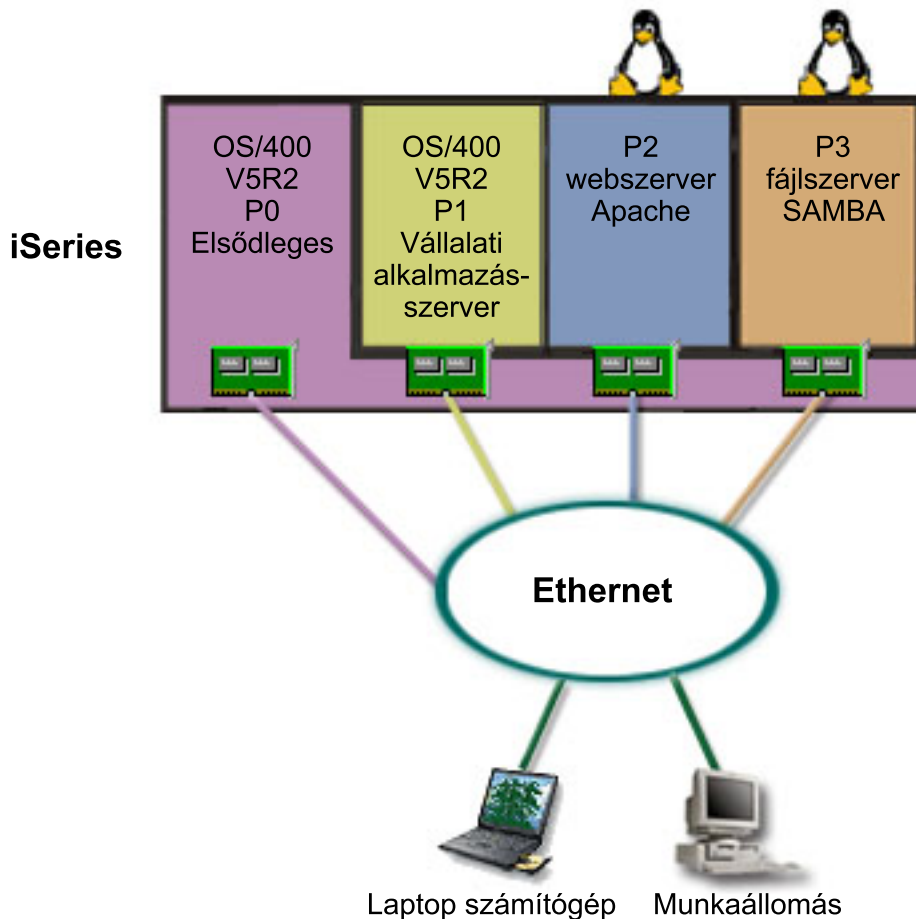 iSeries
OS/400
V5R2
P0
Elsődleges
OS/400
V5R2
P1
Vállalati
alkalmazás-
szerver
P2
webszerver
Apache
P3
fájlszerver
SAMBA
Ethernet
Laptop számítógép
Munkaállomás